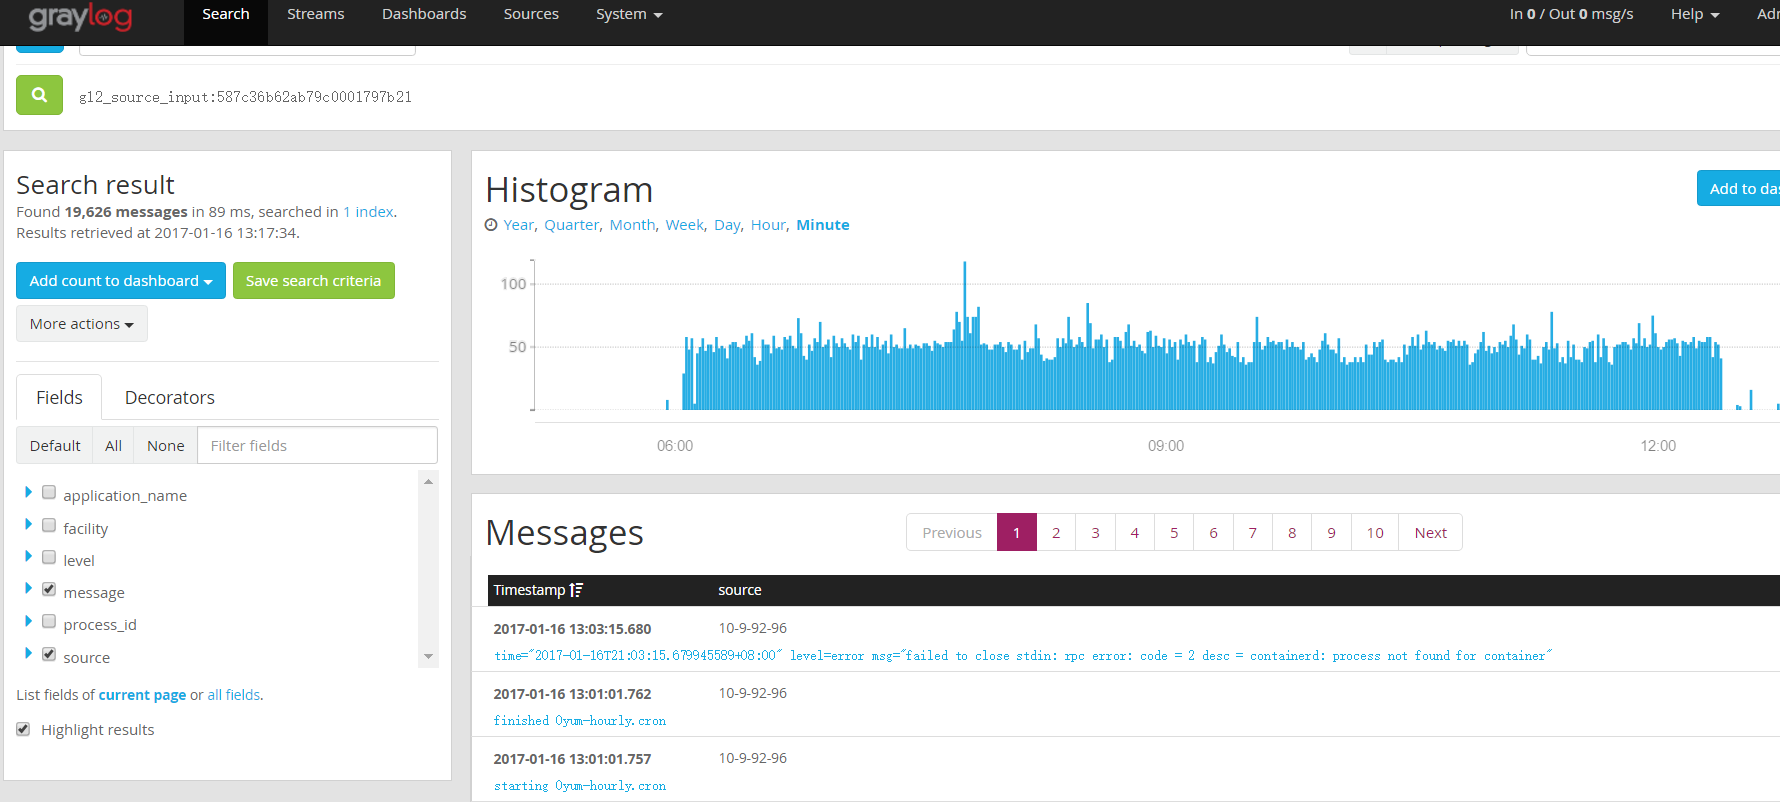 graylog Search Streams Dashboards Sources System In 0 / Out 0 msg/s Help
gl2_source_input:587c36b62ab79c0001797b21
Search result
Found 19,626 messages in 89 ms, searched in 1 index.
Results retrieved at 2017-01-16 13:17:34.
Add count to dashboard Save search criteria
More actions
Fields Decorators
Default All None Filter fields
application_name
facility
level
message
process_id
source
List fields of current page or all fields.
Highlight results
Histogram
Add to
Year, Quarter, Month, Week, Day, Hour, Minute
100
50
06:00 09:00 12:00
Messages
Previous 1 2 3 4 5 6 7 8 9 10 Next
Timestamp source
2017-01-16 13:03:15.680 10-9-92-96
time="2017-01-16T21:03:15.679945589+08:00" level=error msg="failed to close stdin: rpc error: code = 2 desc = containerd: process not found for container"
2017-01-16 13:01:01.762 10-9-92-96
finished 0yum-hourly.cron
2017-01-16 13:01:01.757 10-9-92-96
starting 0yum-hourly.cron